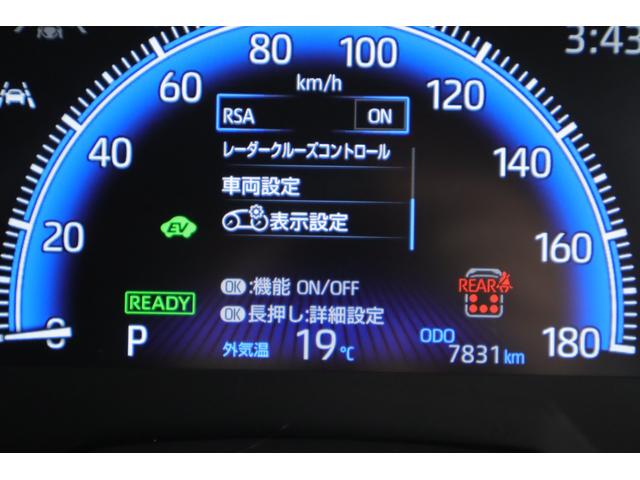 80
100
3:43
km/h
60
120
RSA ON
レーダークルーズコントロール
40
140
車両設定
表示設定
EV
20
160
OK :機能 ON/OFF
REAR
READY
OK 長押し:詳細設定
0
P
外気温 19℃
ODO
7831 km
180